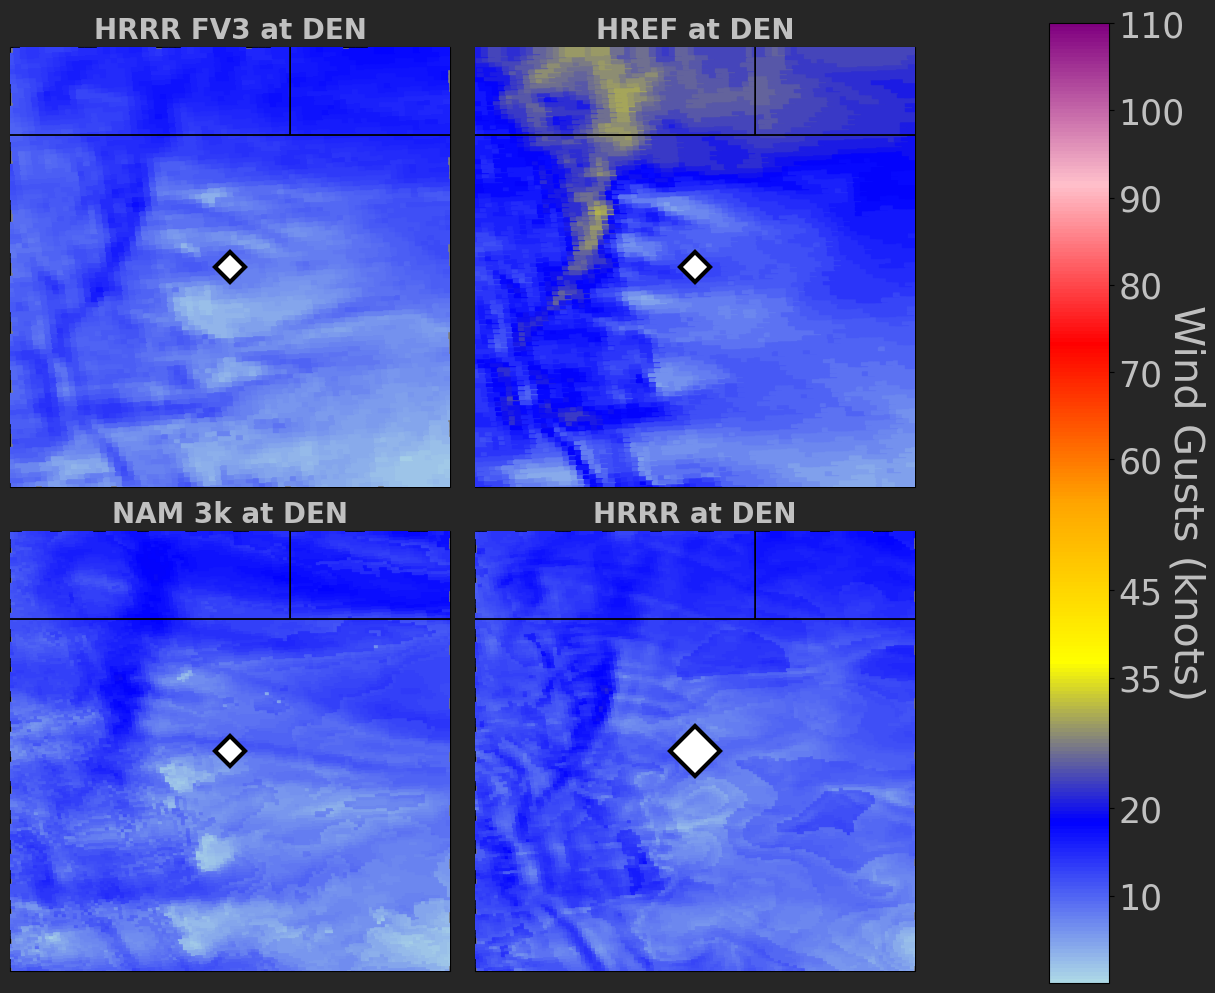 HRRR FV3 at DEN
HREF at DEN
NAM 3k at DEN
HRRR at DEN
110
100
90
80
70
60
45
35
20
10
Wind Gusts (knots)